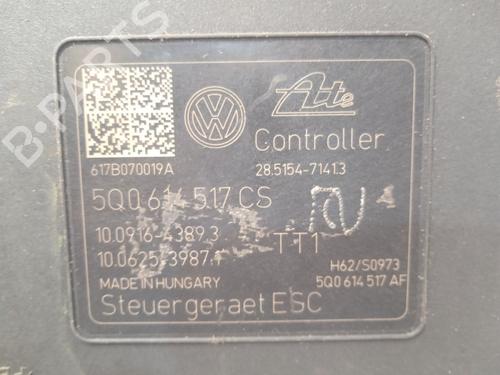 B-PARTS
VW
Ate
Controller
617B070019A
28.5154-7141.3
5Q0 614 517 CS
10.0916-4389.3
TT1
10.0625-3987.1
H62/S0973
MADE IN HUNGARY
5Q0 614 517 AF
Steuergeraet ESC